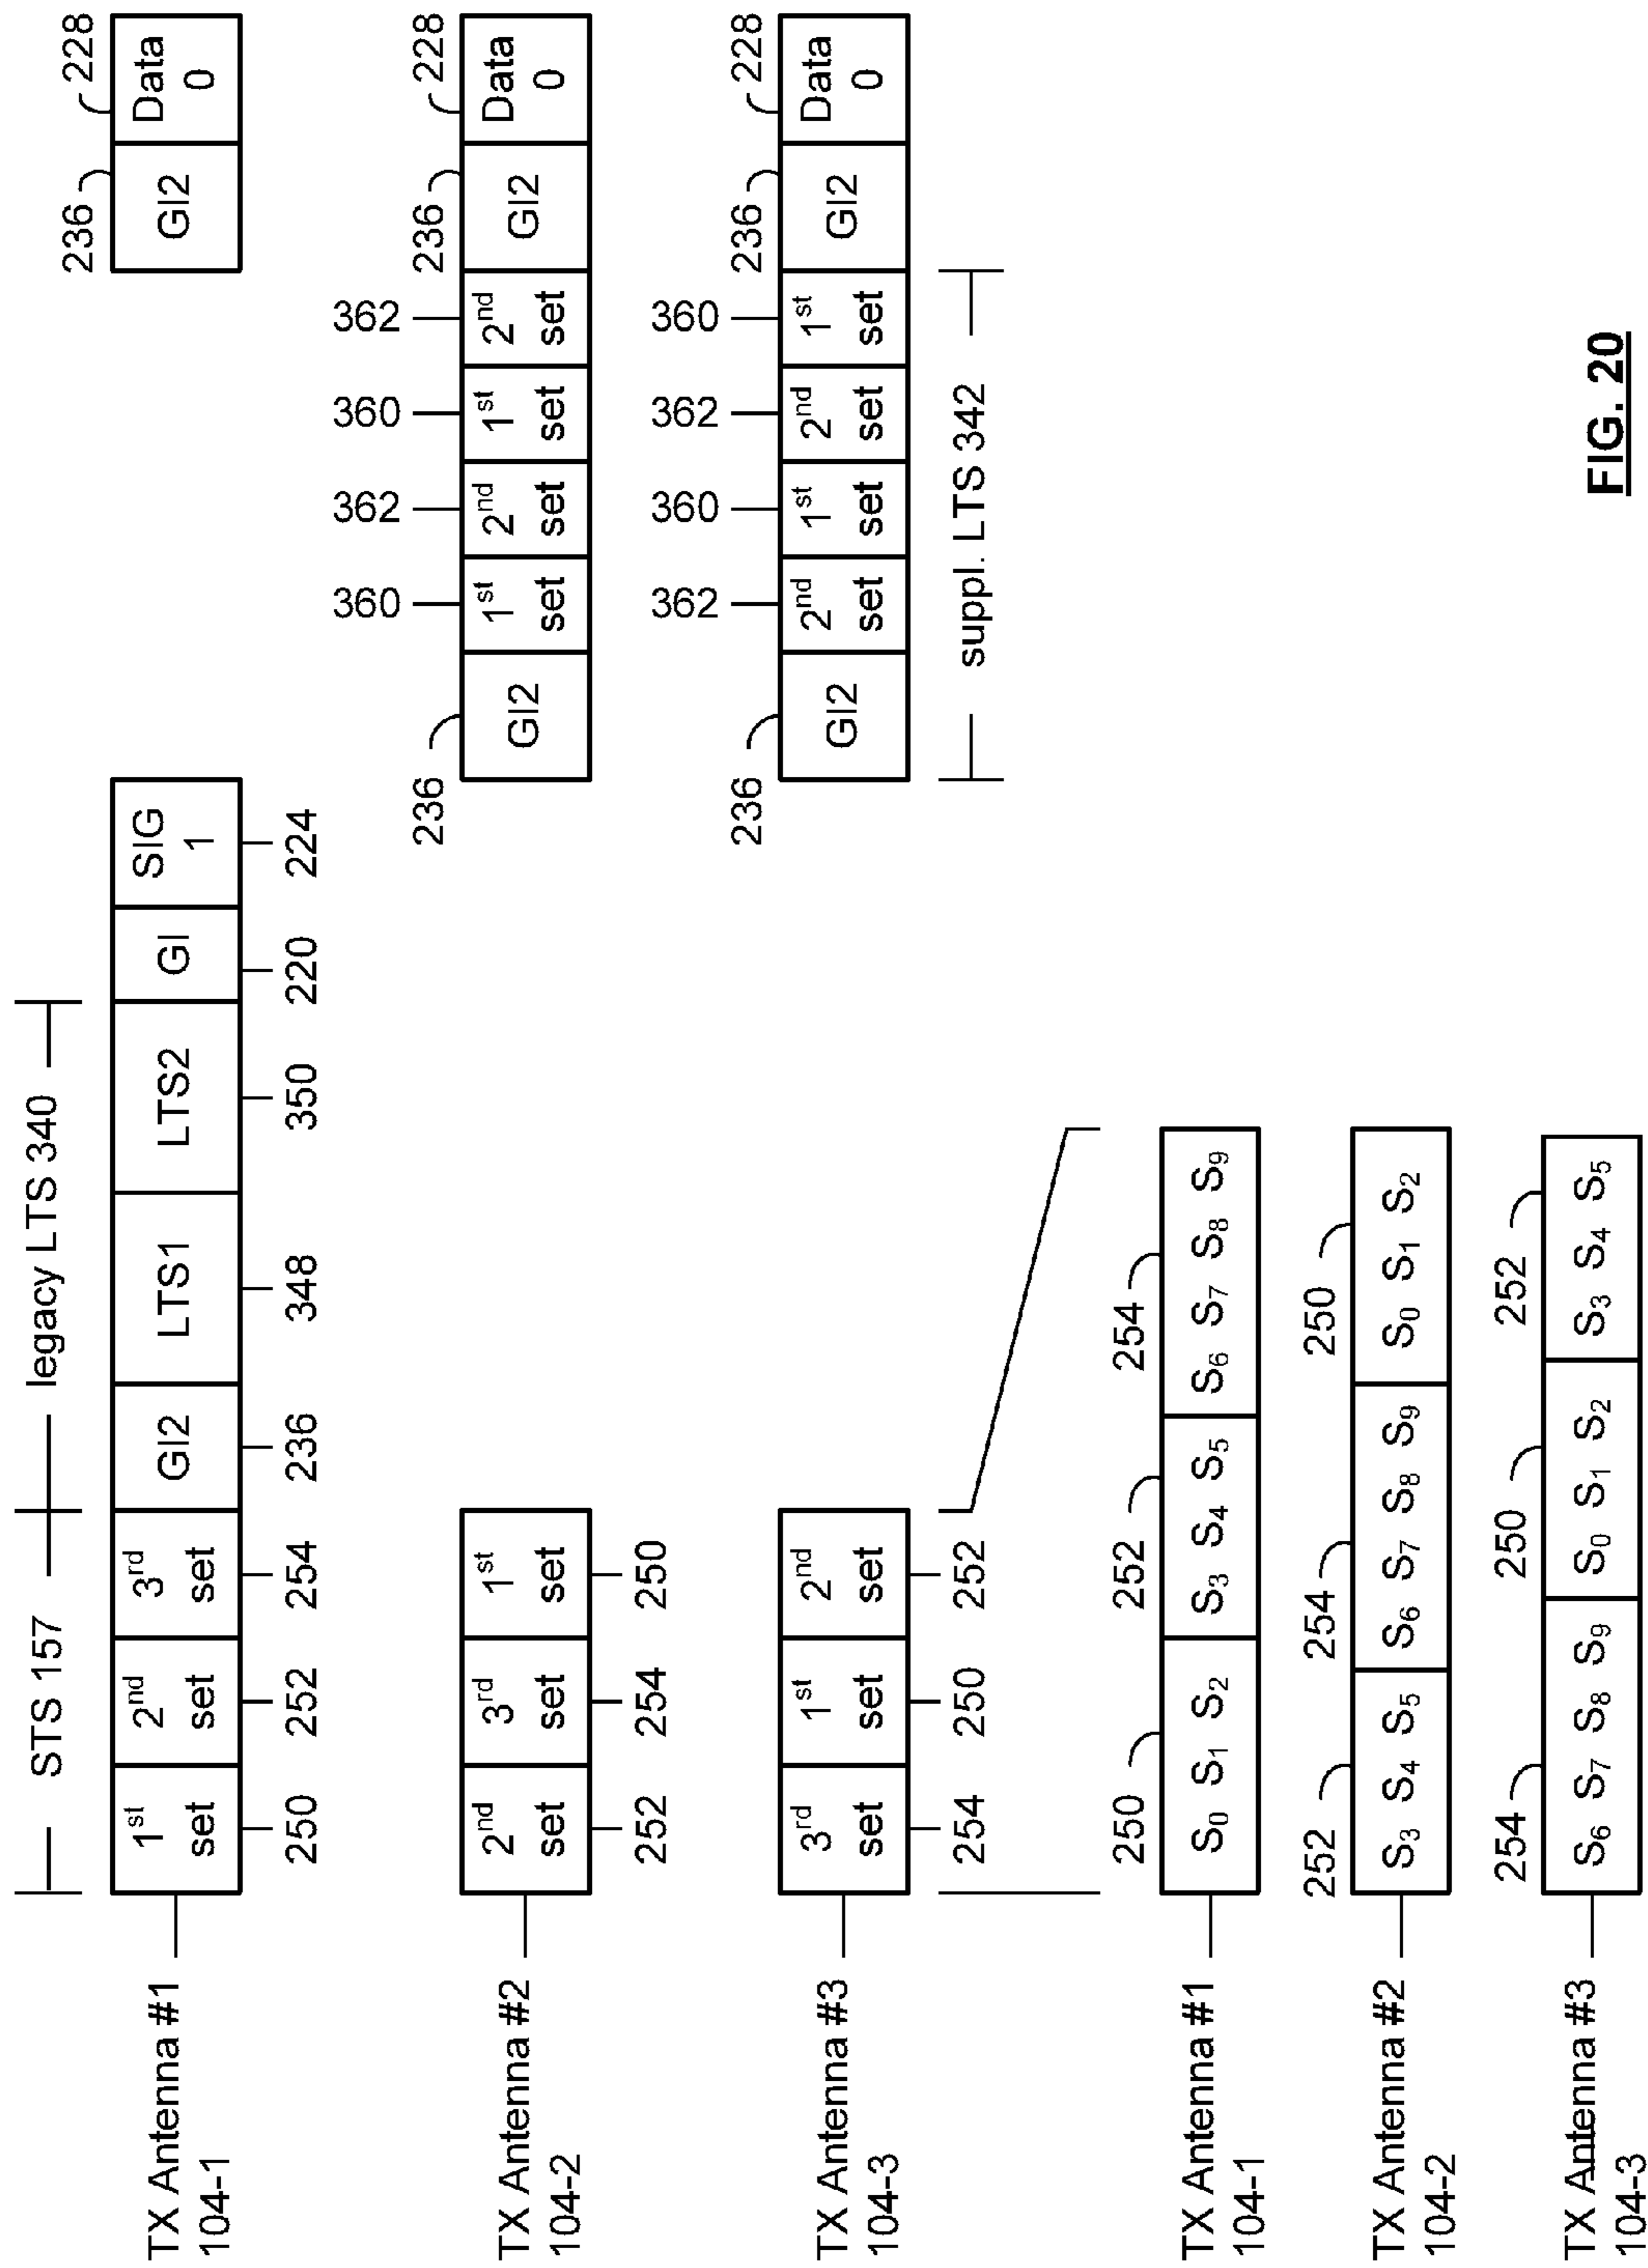 STS 157
legacy LTS 340
236 228
TX Antenna #1
104-1
1st set 2nd set 3rd set GI2 LTS1 LTS2 GI SIG 1 GI2 Data 0
250 252 254 236 348 350 220 224
236 360 362 360 362 236 228
TX Antenna #2
104-2
2nd set 3rd set 1st set GI2 1st set 2nd set 1st set 2nd set GI2 Data 0
252 254 250
236 362 360 362 360 236 228
TX Antenna #3
104-3
3rd set 1st set 2nd set GI2 2nd set 1st set 2nd set 1st set GI2 Data 0
254 250 252
suppl. LTS 342
250 252 254
TX Antenna #1
104-1
S0 S1 S2 S3 S4 S5 S6 S7 S8 S9
252 254 250
TX Antenna #2
104-2
S3 S4 S5 S6 S7 S8 S9 S0 S1 S2
254 250 252
TX Antenna #3
104-3
S6 S7 S8 S9 S0 S1 S2 S3 S4 S5
FIG. 20